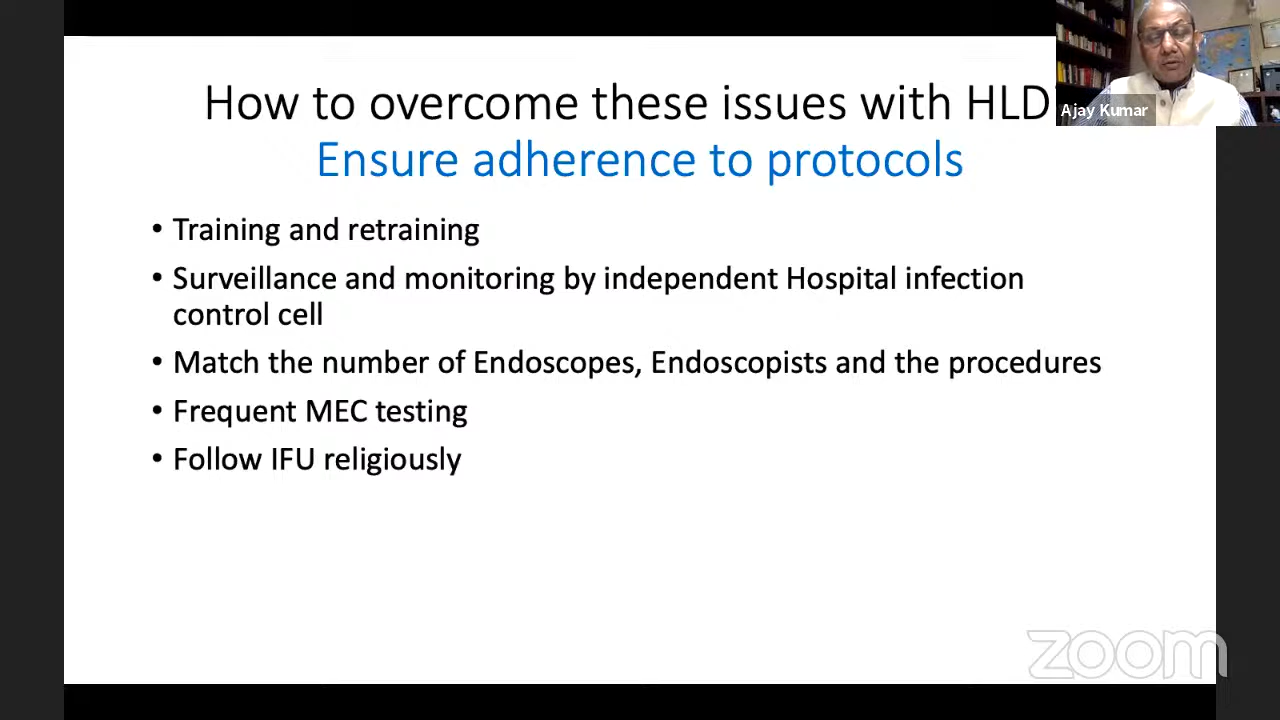 How to overcome these issues with HLD?
Ensure adherence to protocols
Ajay Kumar
• Training and retraining
• Surveillance and monitoring by independent Hospital infection
control cell
• Match the number of Endoscopes, Endoscopists and the procedures
• Frequent MEC testing
• Follow IFU religiously
zoom